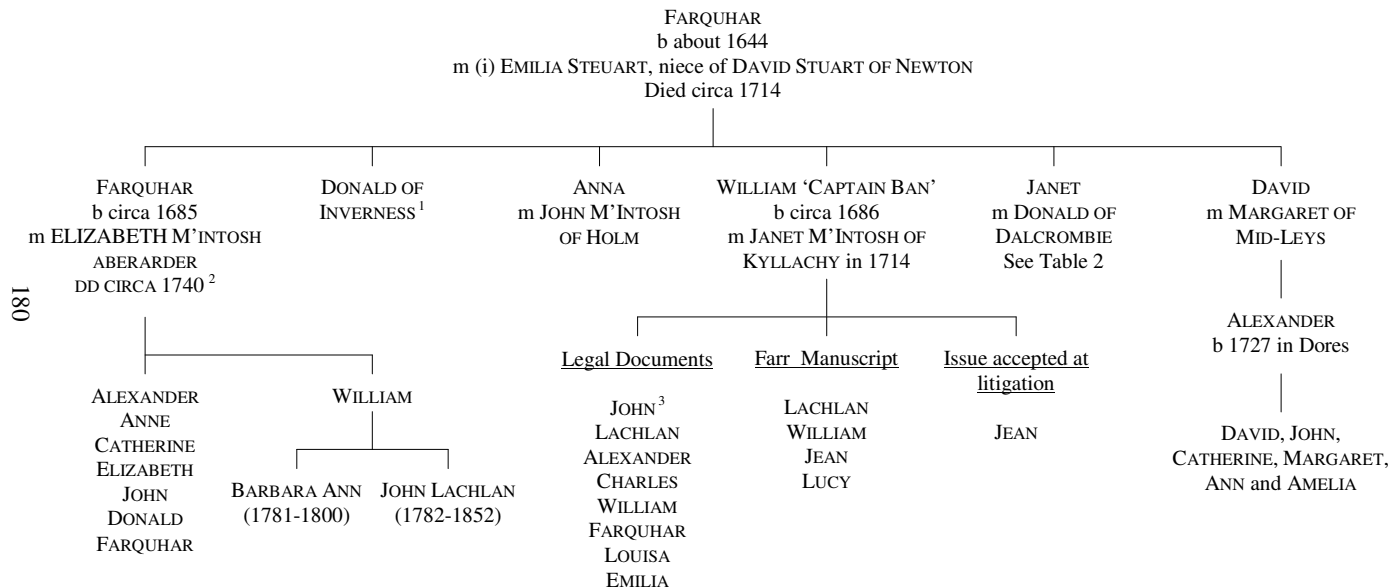 FARQUHAR
b about 1644
m (i) EMILIA STEUART, niece of DAVID STUART OF NEWTON
Died circa 1714
FARQUHAR
b circa 1685
m ELIZABETH M'INTOSH
ABERARDER
DD CIRCA 1740 2
DONALD OF
INVERNESS 1
ANNA
m JOHN M'INTOSH
OF HOLM
WILLIAM 'CAPTAIN BAN'
b circa 1686
m JANET M'INTOSH OF
KYLLACHY in 1714
JANET
m DONALD OF
DALCROMBIE
See Table 2
DAVID
m MARGARET OF
MID-LEYS
ALEXANDER
ANNE
CATHERINE
ELIZABETH
JOHN
DONALD
FARQUHAR
WILLIAM
BARBARA ANN
(1781-1800)
JOHN LACHLAN
(1782-1852)
Legal Documents
JOHN 3
LACHLAN
ALEXANDER
CHARLES
WILLIAM
FARQUHAR
LOUISA
EMILIA
Farr Manuscript
LACHLAN
WILLIAM
JEAN
LUCY
Issue accepted at
litigation
JEAN
ALEXANDER
b 1727 in Dores
DAVID, JOHN,
CATHERINE, MARGARET,
ANN and AMELIA
180